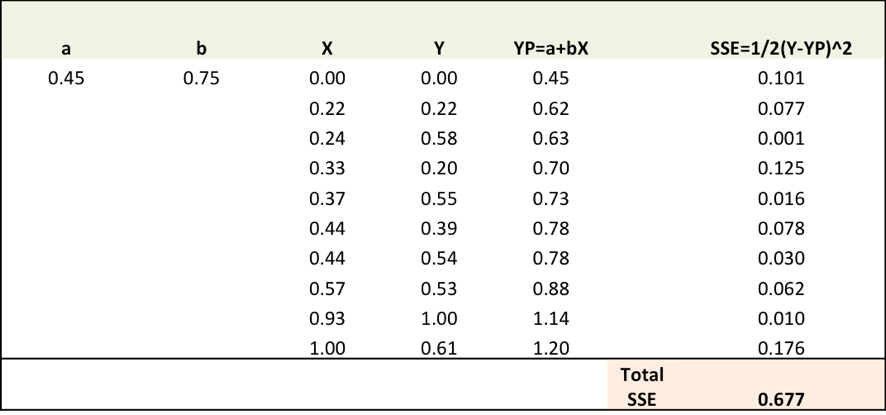 a b X Y YP=a+bX SSE=1/2(Y-YP)^2
0.45 0.75 0.00 0.00 0.45 0.101
0.22 0.22 0.62 0.077
0.24 0.58 0.63 0.001
0.33 0.20 0.70 0.125
0.37 0.55 0.73 0.016
0.44 0.39 0.78 0.078
0.44 0.54 0.78 0.030
0.57 0.53 0.88 0.062
0.93 1.00 1.14 0.010
1.00 0.61 1.20 0.176
Total
SSE 0.677